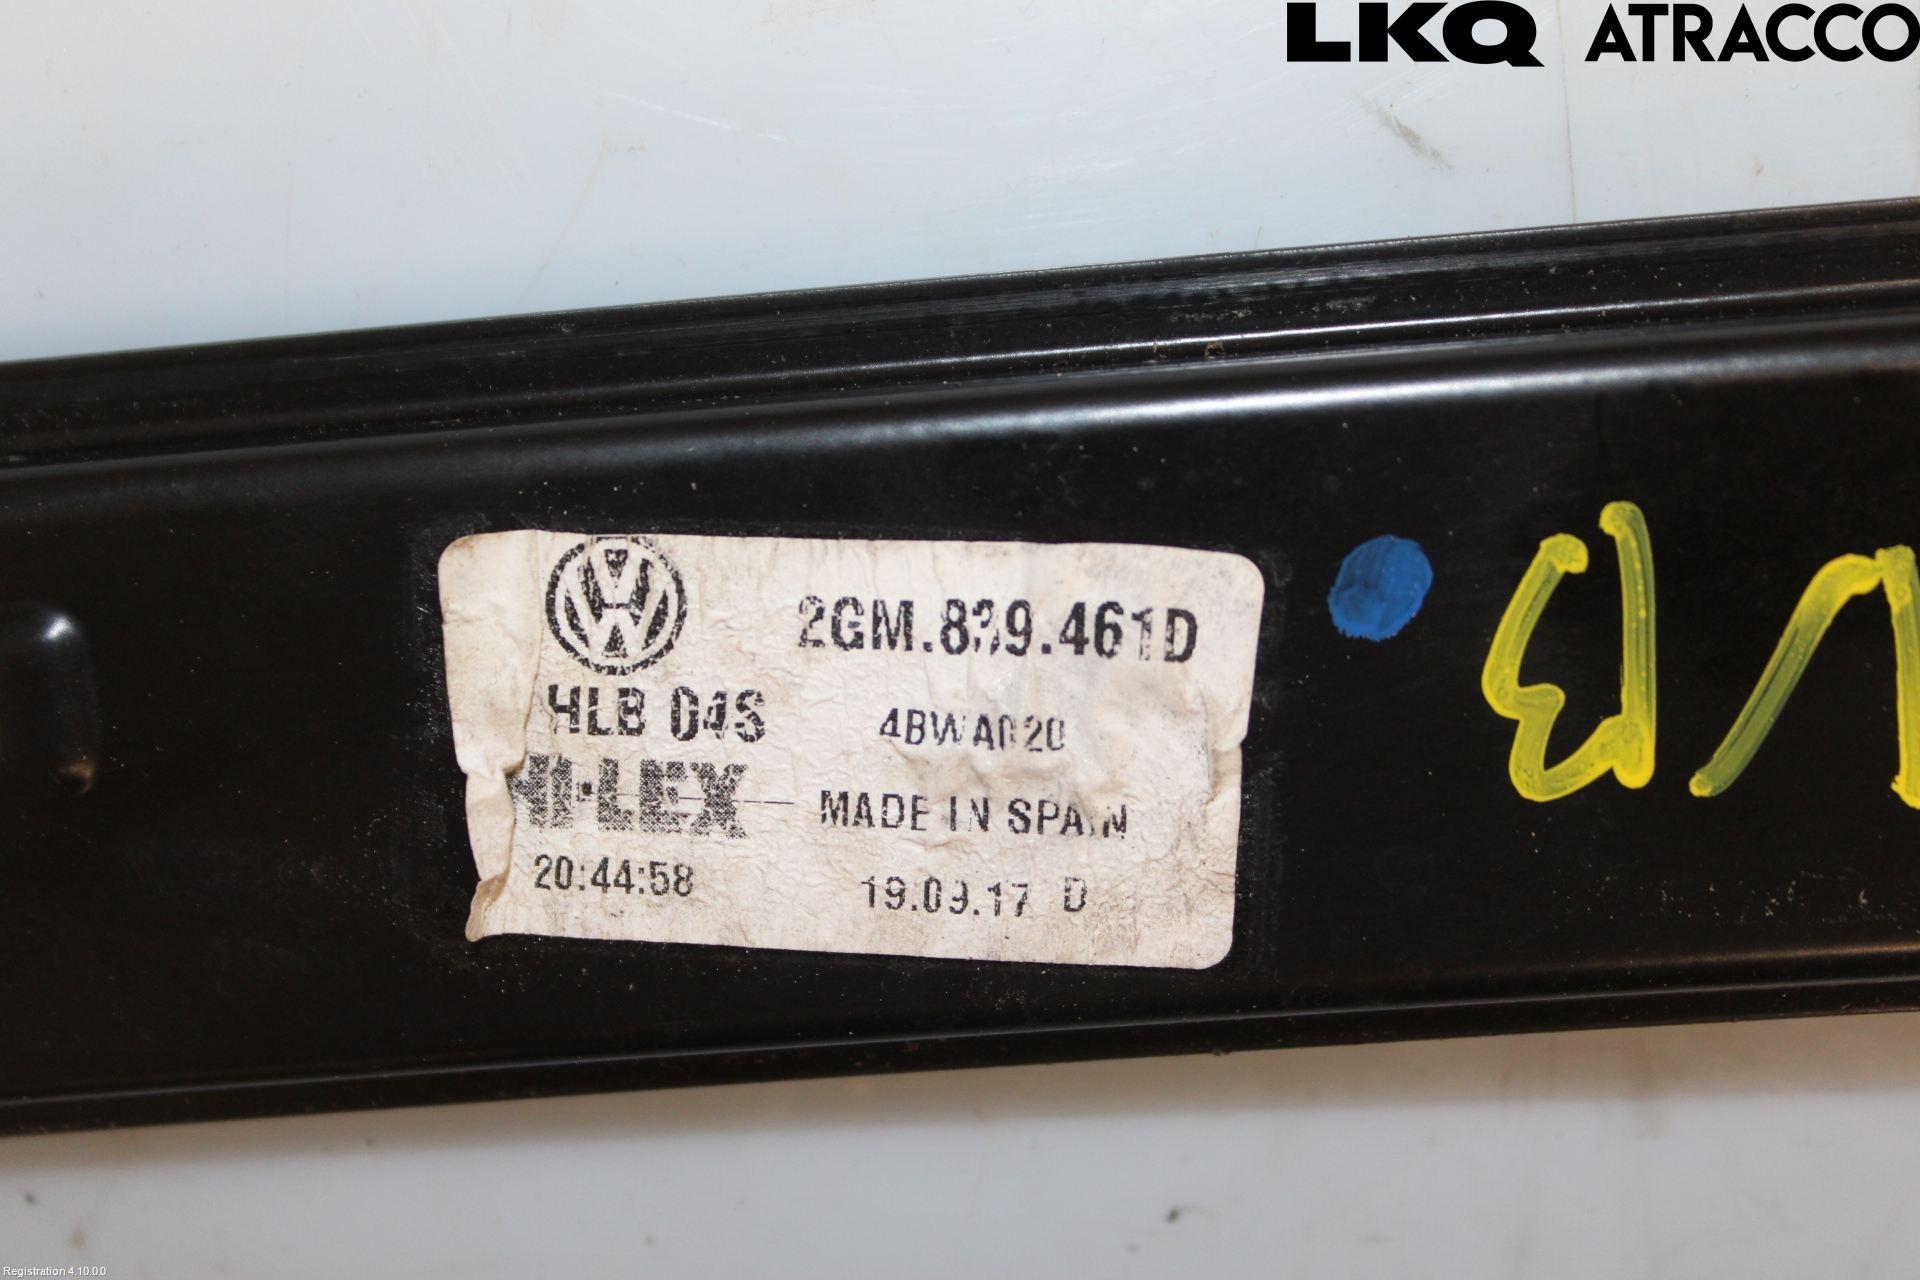 LKQ ATRACCO
2GM.839.461D
HLB 04S 4BWA020
HI-LEX MADE IN SPAIN
20:44:58 19.09.17 D
Registration 4.10.0.0